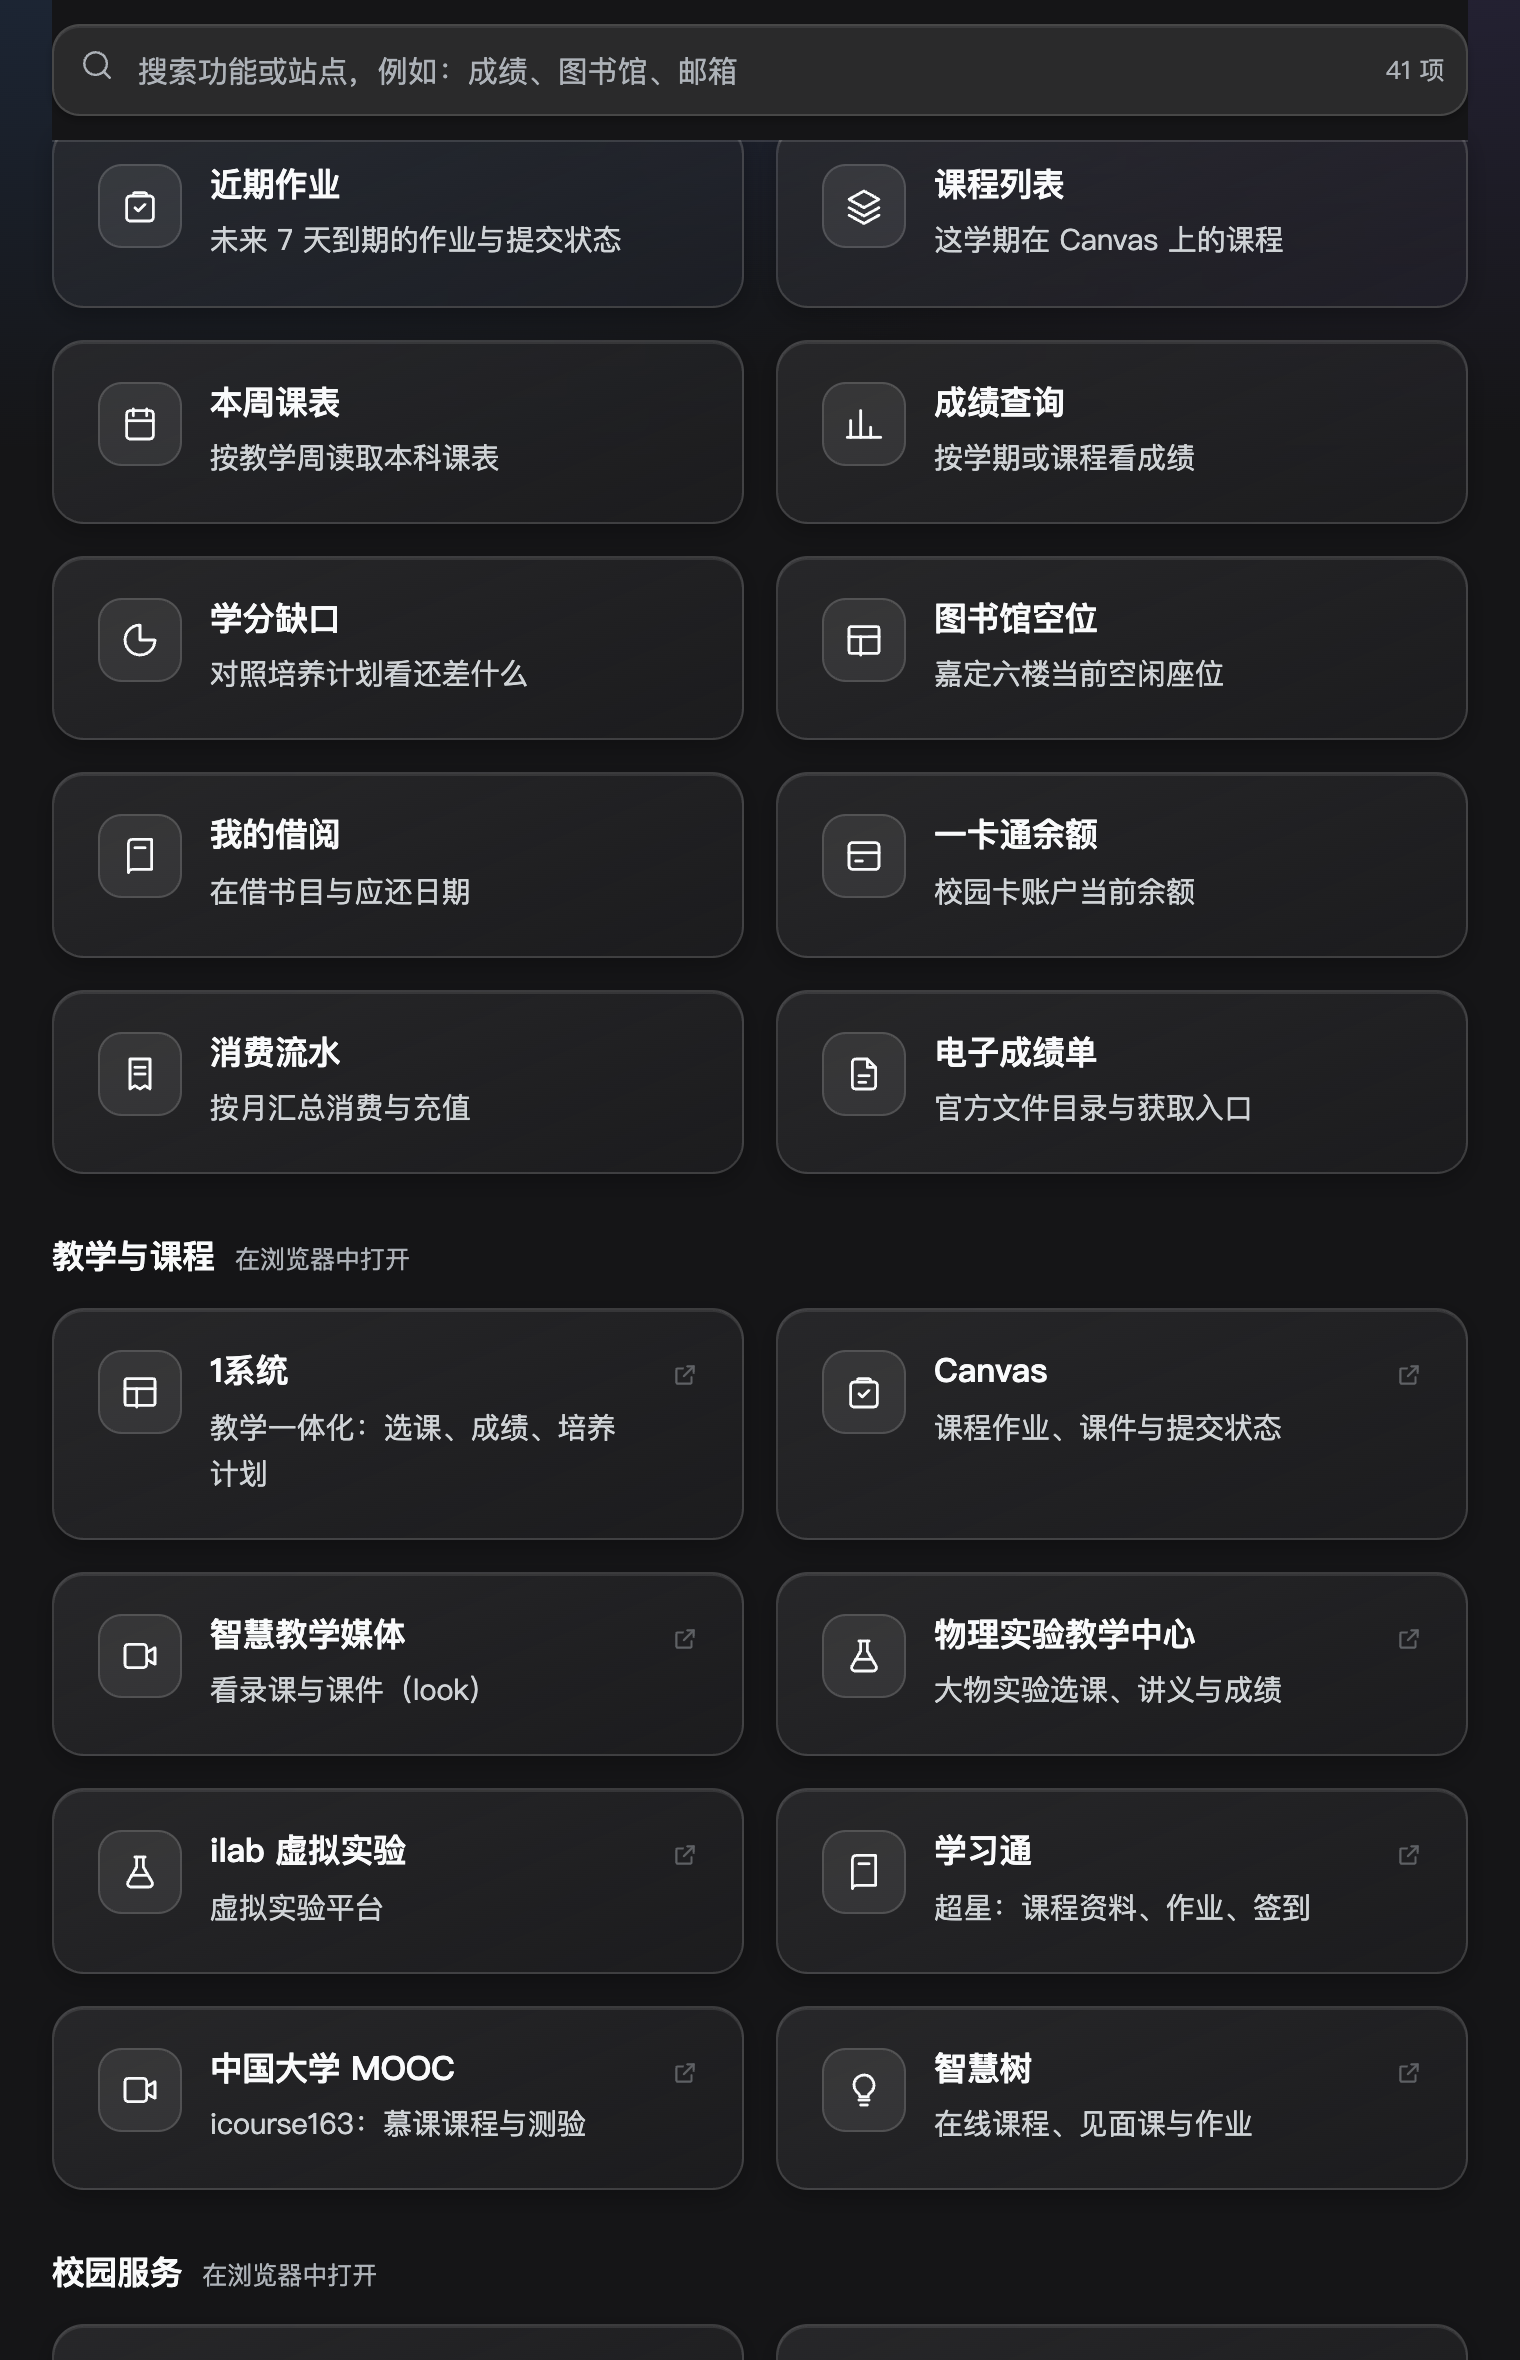 搜索功能或站点，例如：成绩、图书馆、邮箱
41 项
近期作业
未来 7 天到期的作业与提交状态
课程列表
这学期在 Canvas 上的课程
本周课表
按教学周读取本科课表
成绩查询
按学期或课程看成绩
学分缺口
对照培养计划看还差什么
图书馆空位
嘉定六楼当前空闲座位
我的借阅
在借书目与应还日期
一卡通余额
校园卡账户当前余额
消费流水
按月汇总消费与充值
电子成绩单
官方文件目录与获取入口
教学与课程 在浏览器中打开
1系统
教学一体化：选课、成绩、培养
计划
Canvas
课程作业、课件与提交状态
智慧教学媒体
看录课与课件（look）
物理实验教学中心
大物实验选课、讲义与成绩
ilab 虚拟实验
虚拟实验平台
学习通
超星：课程资料、作业、签到
中国大学 MOOC
icourse163：慕课课程与测验
智慧树
在线课程、见面课与作业
校园服务 在浏览器中打开